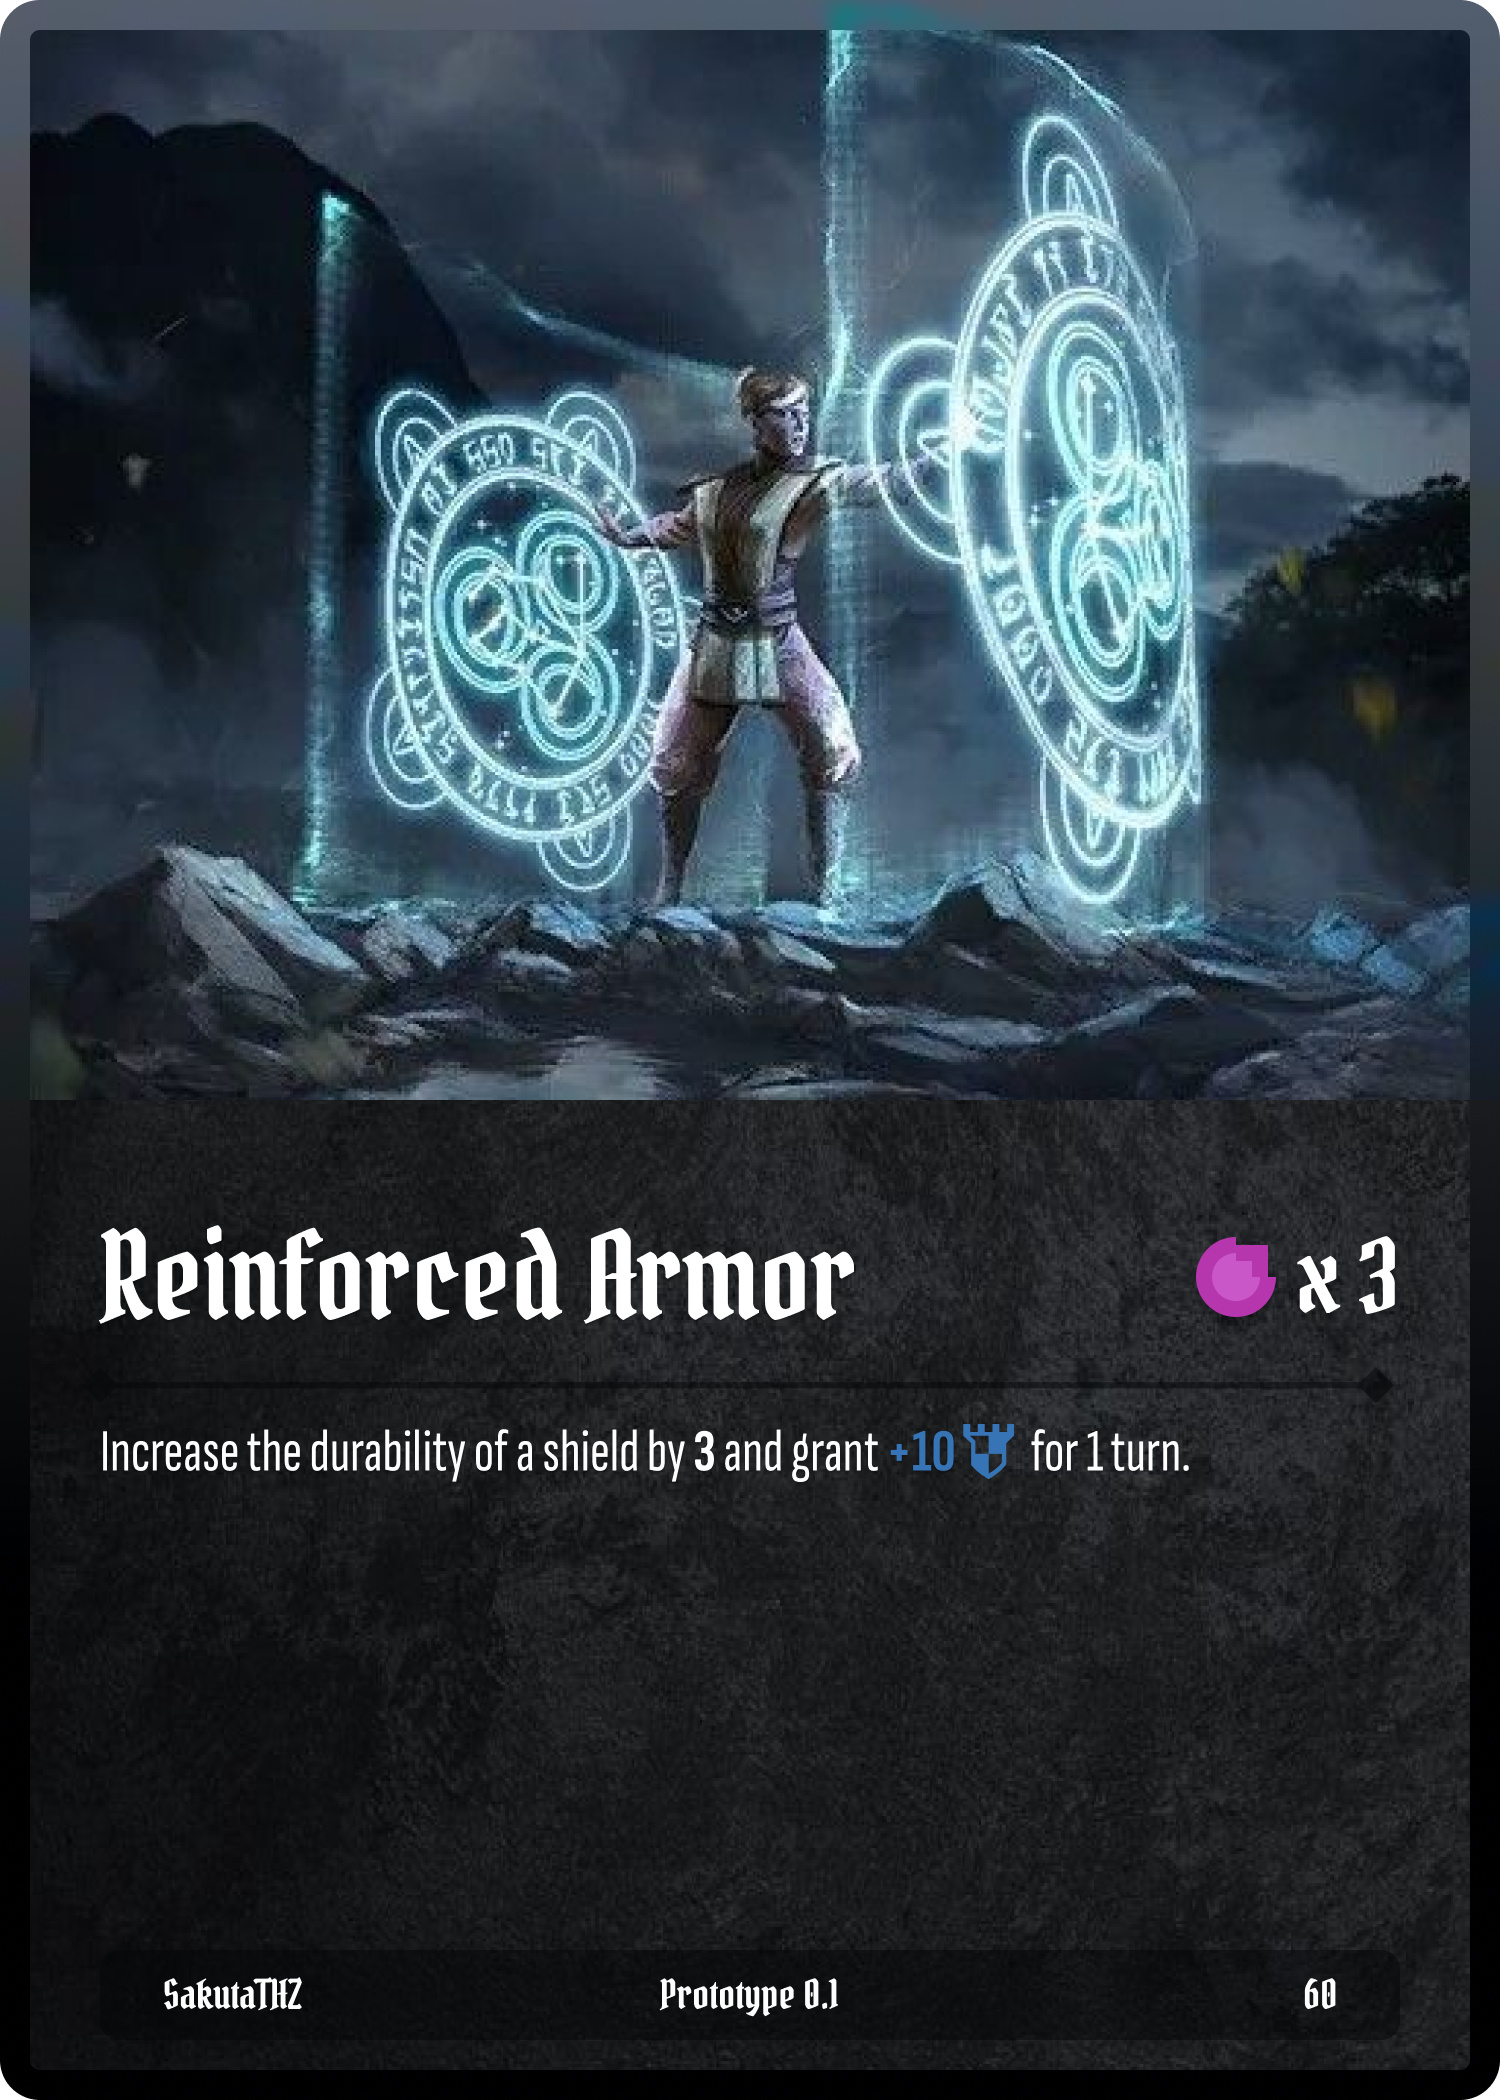 Reinforced Armor
x 3
Increase the durability of a shield by 3 and grant +10 for 1 turn.
SakutaTHZ Prototype 0.1 60